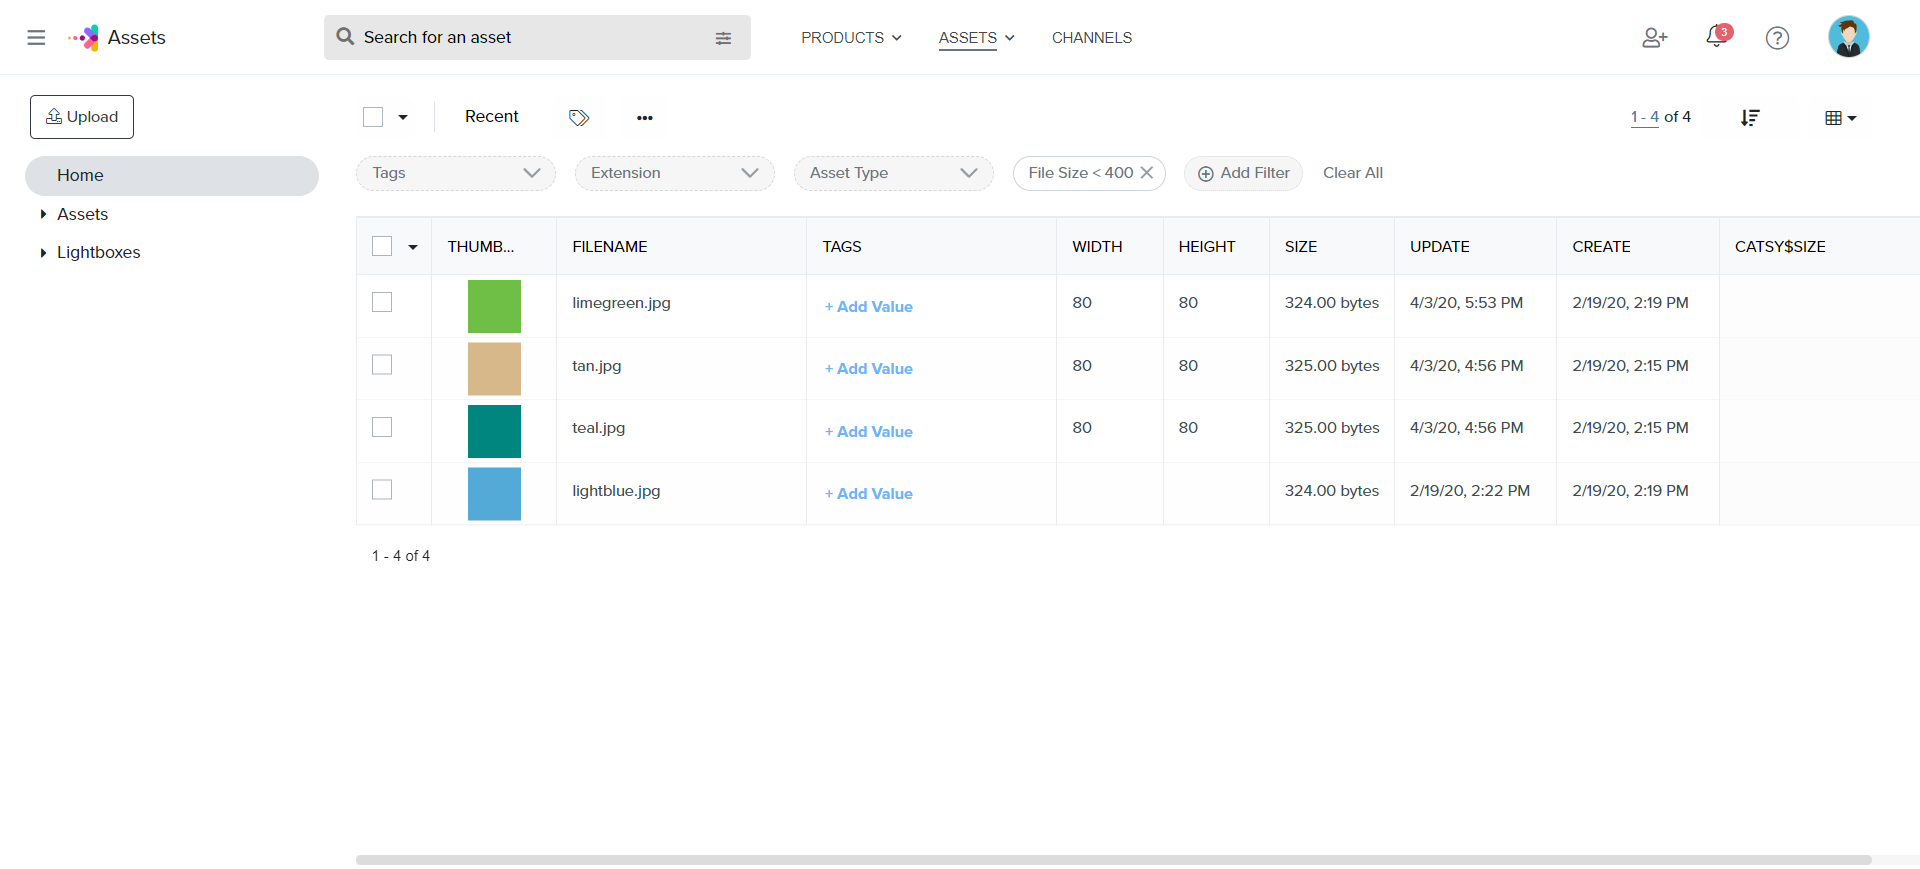 Assets
Search for an asset
PRODUCTS ASSETS CHANNELS
3
Upload
Recent
1 - 4 of 4
Home
Assets
Lightboxes
Tags Extension Asset Type File Size < 400 Add Filter Clear All
THUMB... FILENAME TAGS WIDTH HEIGHT SIZE UPDATE CREATE CATSY$SIZE
limegreen.jpg + Add Value 80 80 324.00 bytes 4/3/20, 5:53 PM 2/19/20, 2:19 PM
tan.jpg + Add Value 80 80 325.00 bytes 4/3/20, 4:56 PM 2/19/20, 2:15 PM
teal.jpg + Add Value 80 80 325.00 bytes 4/3/20, 4:56 PM 2/19/20, 2:15 PM
lightblue.jpg + Add Value 324.00 bytes 2/19/20, 2:22 PM 2/19/20, 2:19 PM
1 - 4 of 4